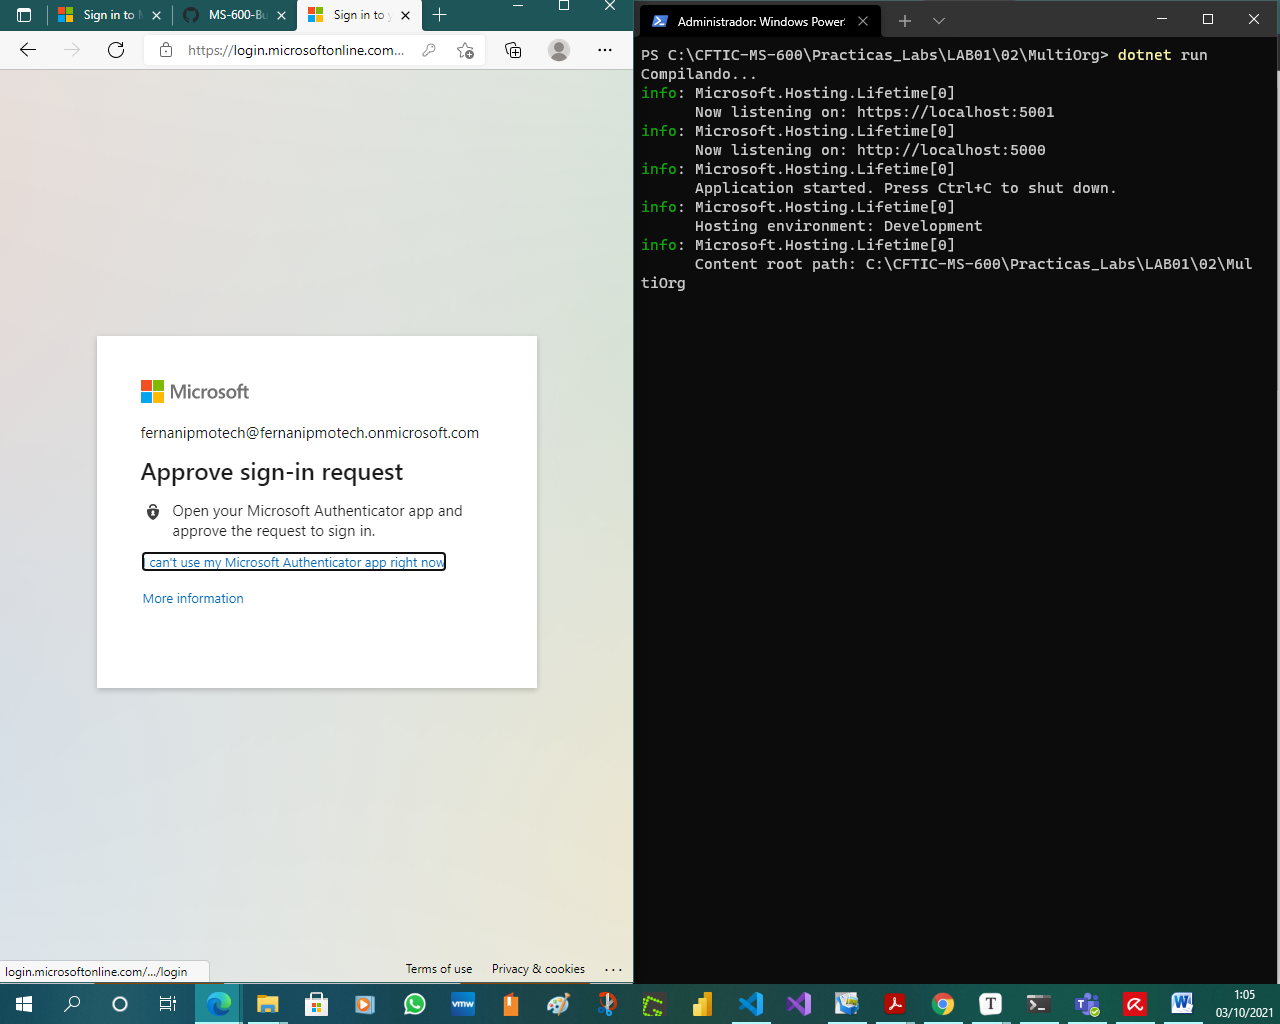 Sign in to M
MS-600-Bu
Sign in to y
https://login.microsoftonline.com...
Microsoft
fernanipmotech@fernanipmotech.onmicrosoft.com
Approve sign-in request
Open your Microsoft Authenticator app and
approve the request to sign in.
I can't use my Microsoft Authenticator app right now
More information
login.microsoftonline.com/.../login
Terms of use
Privacy & cookies
...
Administrador: Windows PowerS
PS C:\CFTIC-MS-600\Practicas_Labs\LAB01\02\MultiOrg> dotnet run
Compilando...
info: Microsoft.Hosting.Lifetime[0]
Now listening on: https://localhost:5001
info: Microsoft.Hosting.Lifetime[0]
Now listening on: http://localhost:5000
info: Microsoft.Hosting.Lifetime[0]
Application started. Press Ctrl+C to shut down.
info: Microsoft.Hosting.Lifetime[0]
Hosting environment: Development
info: Microsoft.Hosting.Lifetime[0]
Content root path: C:\CFTIC-MS-600\Practicas_Labs\LAB01\02\Mul
tiOrg
vmw
T
1:05
03/10/2021